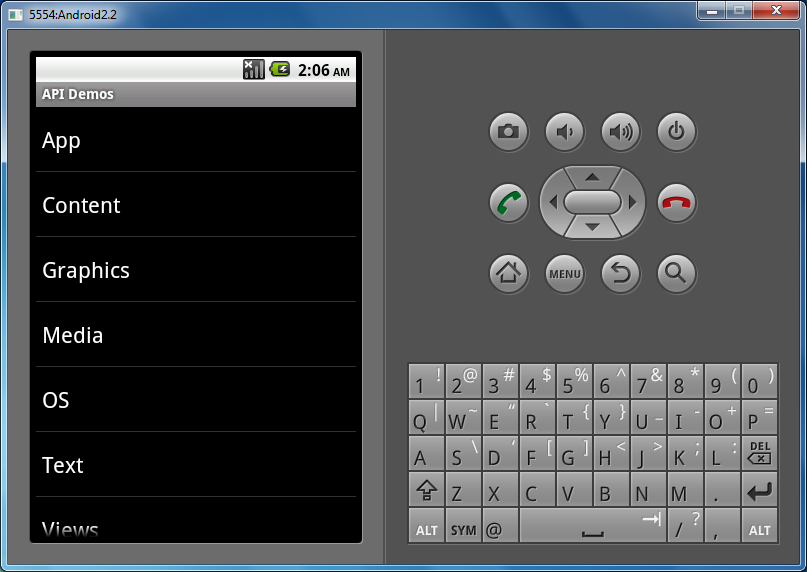 5554:Android2.2
2:06 AM
API Demos
App
Content
Graphics
Media
OS
Text
Views
MENU
1 ! 2 @ 3 # 4 $ 5 % 6 ^ 7 & 8 * 9 ( 0 )
Q | W ~ E “ R ` T { Y } U _ I - O + P =
A S \ D ‘ F [ G ] H < J > K ; L : DEL
Z X C V B N M .
ALT SYM @ / ? , ALT